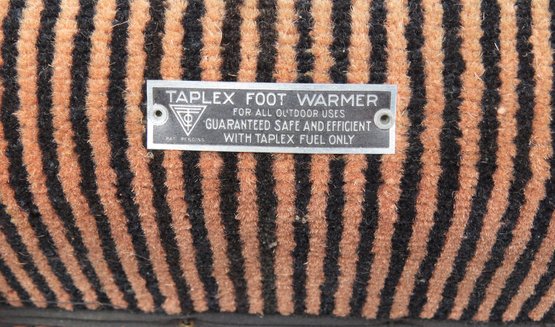 TAPLEX FOOT WARMER
FOR ALL OUTDOOR USES
GUARANTEED SAFE AND EFFICIENT
WITH TAPLEX FUEL ONLY
PAT. PENDING